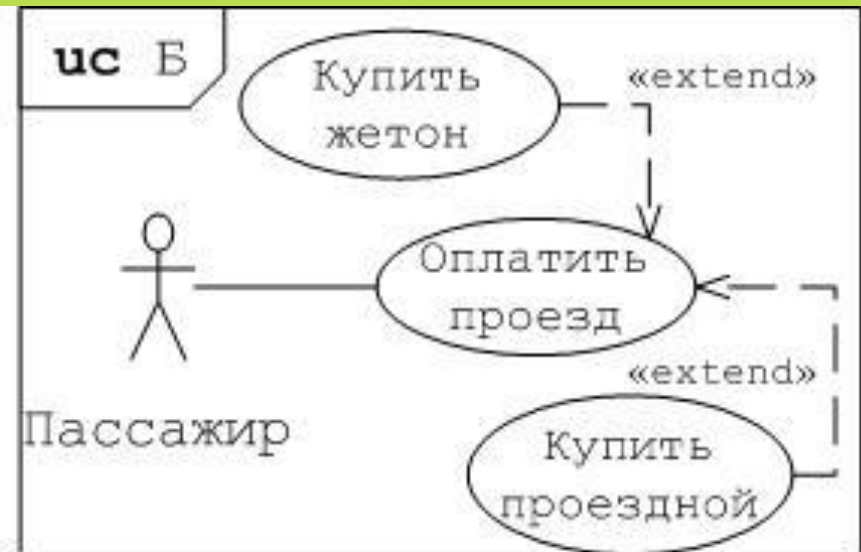 uc Б
Купить
жетон
«extend»
Оплатить
проезд
«extend»
Пассажир
Купить
проездной